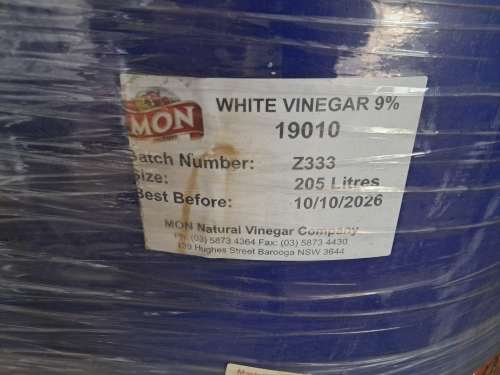 MON
WHITE VINEGAR 9%
19010
Batch Number: Z333
Size: 205 Litres
Best Before: 10/10/2026
MON Natural Vinegar Company
Ph: (03) 5873 4364 Fax: (03) 5873 4430
139 Hughes Street Barooga NSW 3644